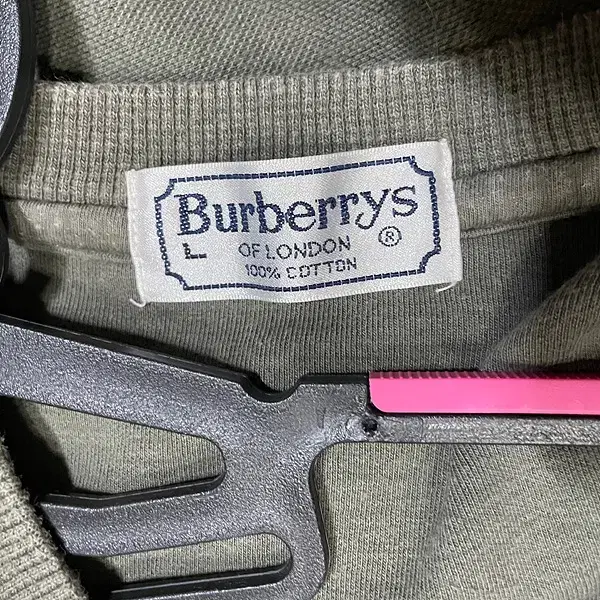 Burberrys
L OF LONDON ®
100% COTTON